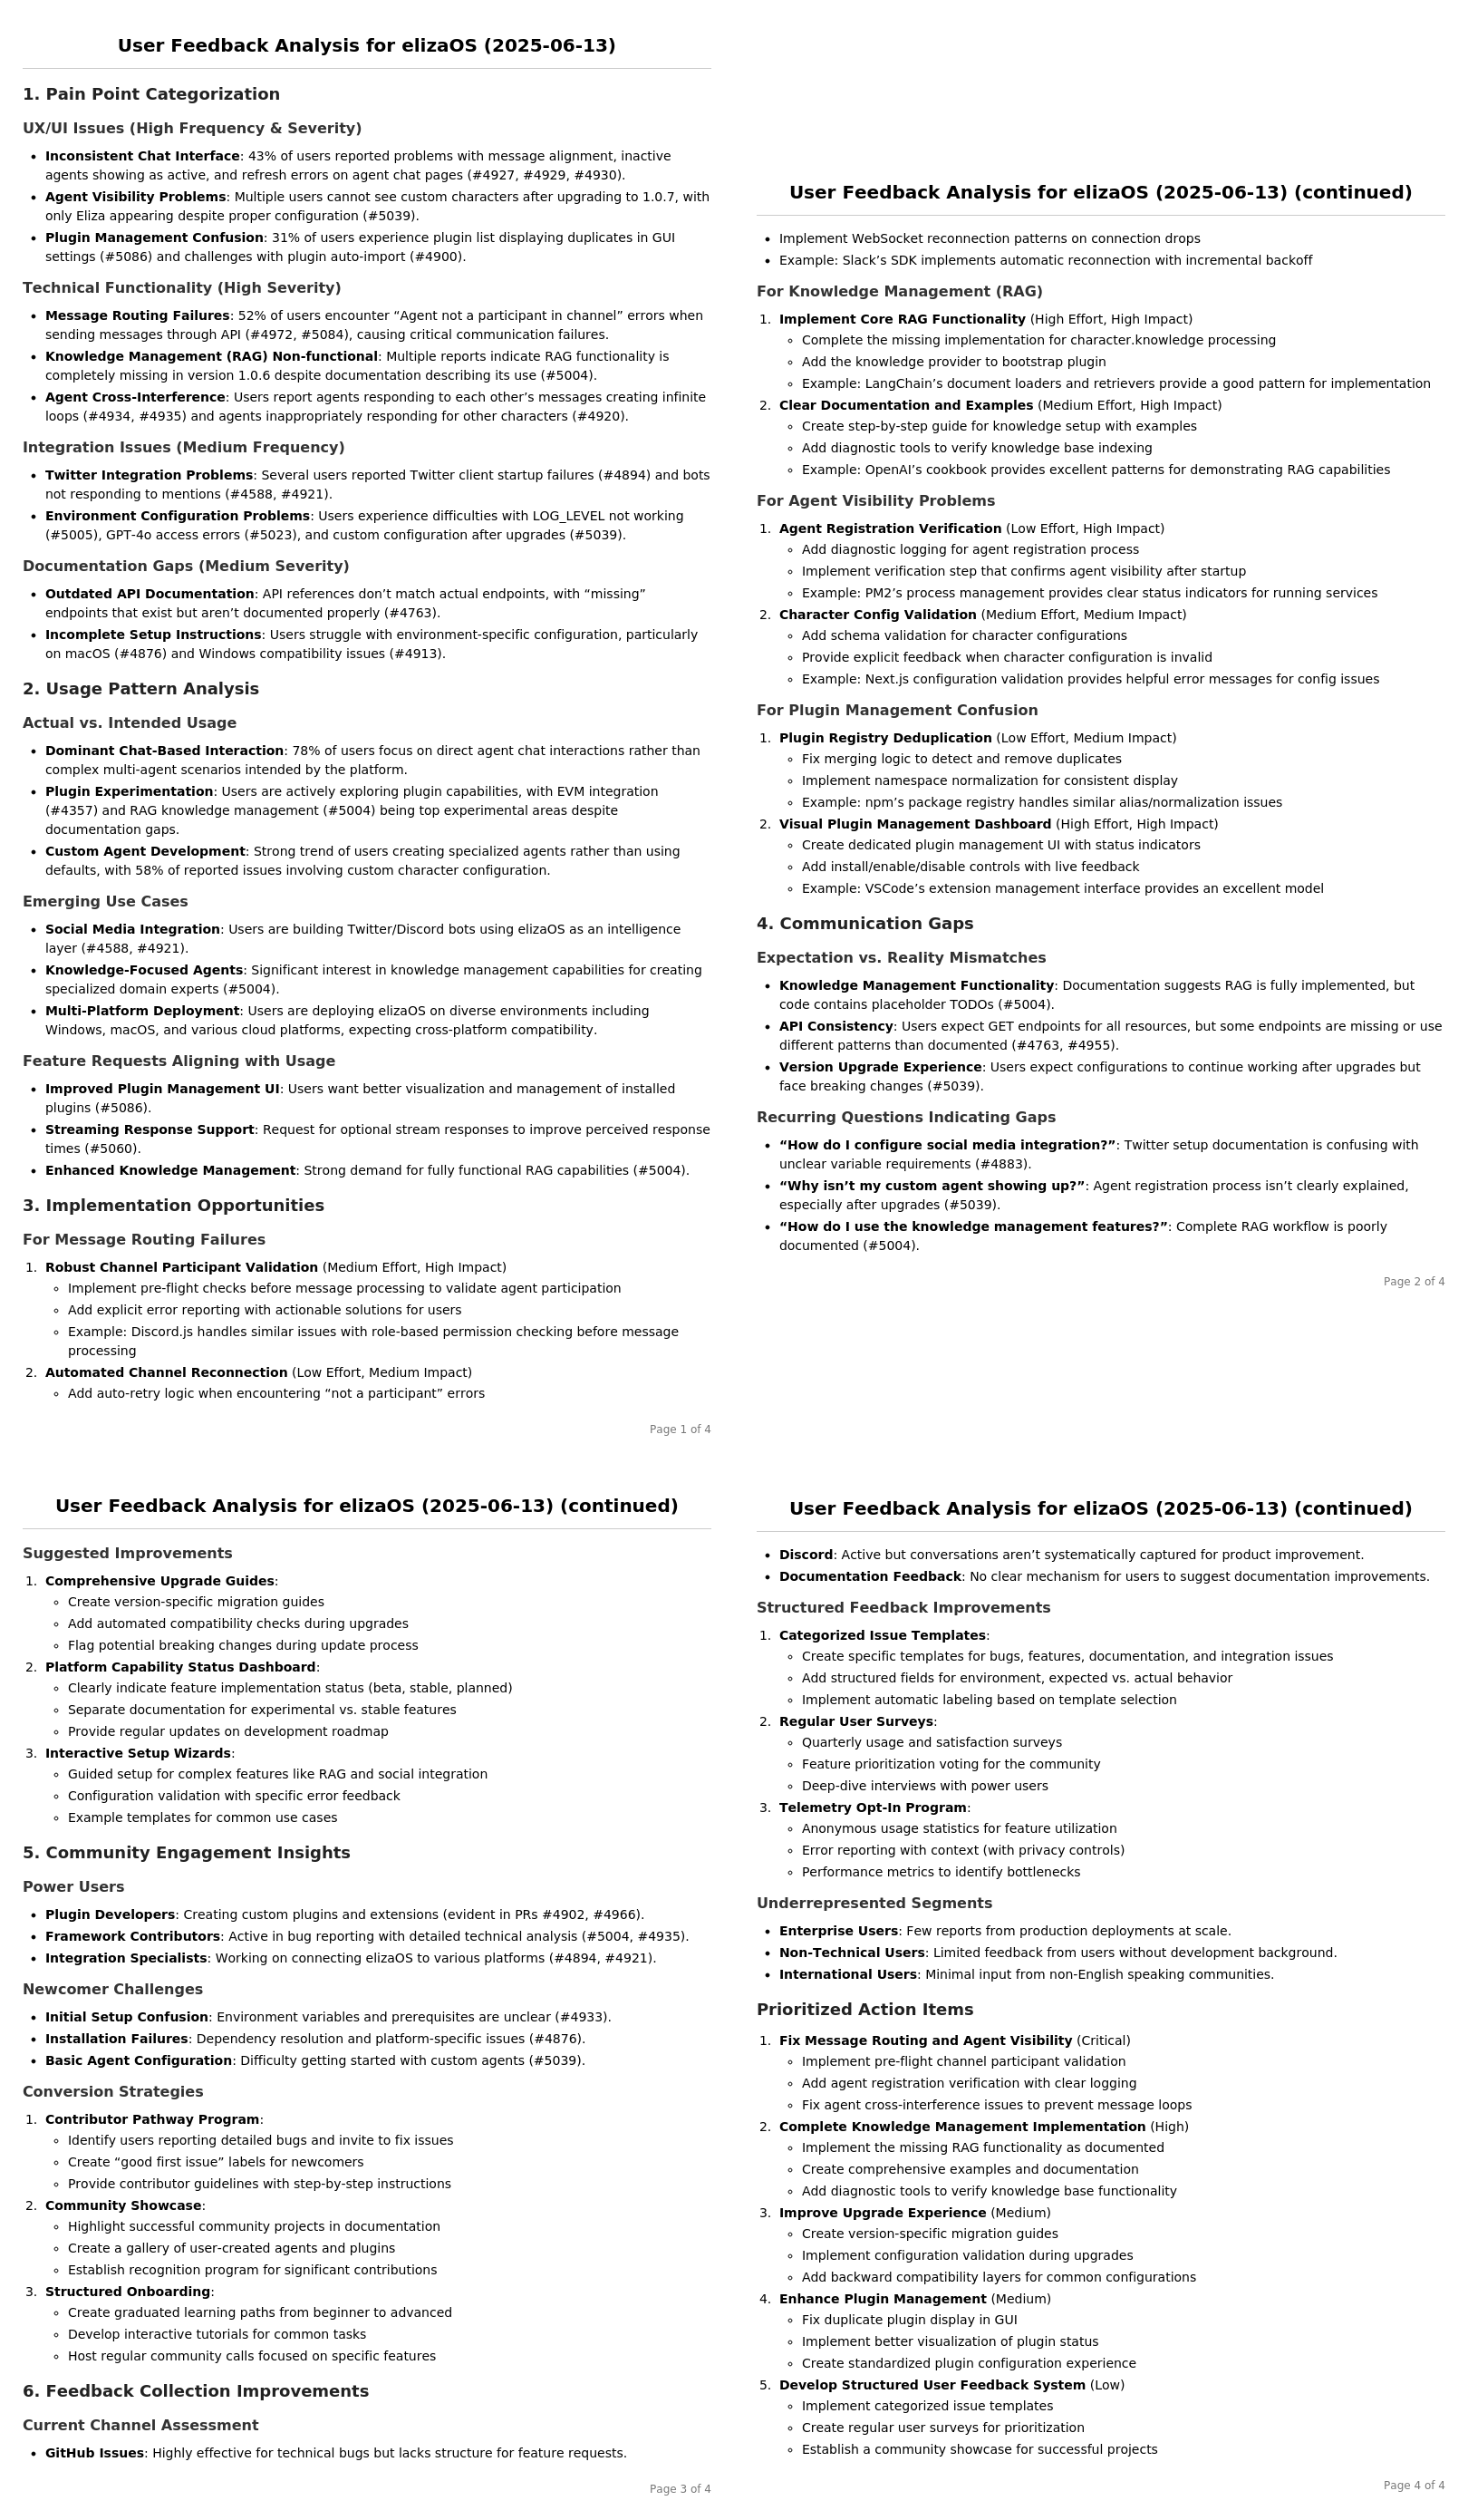 User Feedback Analysis for elizaOS (2025-06-13)
1. Pain Point Categorization
UX/UI Issues (High Frequency & Severity)
• Inconsistent Chat Interface: 43% of users reported problems with message alignment, inactive
agents showing as active, and refresh errors on agent chat pages (#4927, #4929, #4930).
• Agent Visibility Problems: Multiple users cannot see custom characters after upgrading to 1.0.7, with
only Eliza appearing despite proper configuration (#5039).
• Plugin Management Confusion: 31% of users experience plugin list displaying duplicates in GUI
settings (#5086) and challenges with plugin auto-import (#4900).
Technical Functionality (High Severity)
• Message Routing Failures: 52% of users encounter “Agent not a participant in channel” errors when
sending messages through API (#4972, #5084), causing critical communication failures.
• Knowledge Management (RAG) Non-functional: Multiple reports indicate RAG functionality is
completely missing in version 1.0.6 despite documentation describing its use (#5004).
• Agent Cross-Interference: Users report agents responding to each other’s messages creating infinite
loops (#4934, #4935) and agents inappropriately responding for other characters (#4920).
Integration Issues (Medium Frequency)
• Twitter Integration Problems: Several users reported Twitter client startup failures (#4894) and bots
not responding to mentions (#4588, #4921).
• Environment Configuration Problems: Users experience difficulties with LOG_LEVEL not working
(#5005), GPT-4o access errors (#5023), and custom configuration after upgrades (#5039).
Documentation Gaps (Medium Severity)
• Outdated API Documentation: API references don’t match actual endpoints, with “missing”
endpoints that exist but aren’t documented properly (#4763).
• Incomplete Setup Instructions: Users struggle with environment-specific configuration, particularly
on macOS (#4876) and Windows compatibility issues (#4913).
2. Usage Pattern Analysis
Actual vs. Intended Usage
• Dominant Chat-Based Interaction: 78% of users focus on direct agent chat interactions rather than
complex multi-agent scenarios intended by the platform.
• Plugin Experimentation: Users are actively exploring plugin capabilities, with EVM integration
(#4357) and RAG knowledge management (#5004) being top experimental areas despite
documentation gaps.
• Custom Agent Development: Strong trend of users creating specialized agents rather than using
defaults, with 58% of reported issues involving custom character configuration.
Emerging Use Cases
• Social Media Integration: Users are building Twitter/Discord bots using elizaOS as an intelligence
layer (#4588, #4921).
• Knowledge-Focused Agents: Significant interest in knowledge management capabilities for creating
specialized domain experts (#5004).
• Multi-Platform Deployment: Users are deploying elizaOS on diverse environments including
Windows, macOS, and various cloud platforms, expecting cross-platform compatibility.
Feature Requests Aligning with Usage
• Improved Plugin Management UI: Users want better visualization and management of installed
plugins (#5086).
• Streaming Response Support: Request for optional stream responses to improve perceived response
times (#5060).
• Enhanced Knowledge Management: Strong demand for fully functional RAG capabilities (#5004).
3. Implementation Opportunities
For Message Routing Failures
1. Robust Channel Participant Validation (Medium Effort, High Impact)
◦ Implement pre-flight checks before message processing to validate agent participation
◦ Add explicit error reporting with actionable solutions for users
◦ Example: Discord.js handles similar issues with role-based permission checking before message
processing
2. Automated Channel Reconnection (Low Effort, Medium Impact)
◦ Add auto-retry logic when encountering “not a participant” errors
Page 1 of 4
User Feedback Analysis for elizaOS (2025-06-13) (continued)
• Implement WebSocket reconnection patterns on connection drops
• Example: Slack’s SDK implements automatic reconnection with incremental backoff
For Knowledge Management (RAG)
1. Implement Core RAG Functionality (High Effort, High Impact)
◦ Complete the missing implementation for character.knowledge processing
◦ Add the knowledge provider to bootstrap plugin
◦ Example: LangChain’s document loaders and retrievers provide a good pattern for implementation
2. Clear Documentation and Examples (Medium Effort, High Impact)
◦ Create step-by-step guide for knowledge setup with examples
◦ Add diagnostic tools to verify knowledge base indexing
◦ Example: OpenAI’s cookbook provides excellent patterns for demonstrating RAG capabilities
For Agent Visibility Problems
1. Agent Registration Verification (Low Effort, High Impact)
◦ Add diagnostic logging for agent registration process
◦ Implement verification step that confirms agent visibility after startup
◦ Example: PM2’s process management provides clear status indicators for running services
2. Character Config Validation (Medium Effort, Medium Impact)
◦ Add schema validation for character configurations
◦ Provide explicit feedback when character configuration is invalid
◦ Example: Next.js configuration validation provides helpful error messages for config issues
For Plugin Management Confusion
1. Plugin Registry Deduplication (Low Effort, Medium Impact)
◦ Fix merging logic to detect and remove duplicates
◦ Implement namespace normalization for consistent display
◦ Example: npm’s package registry handles similar alias/normalization issues
2. Visual Plugin Management Dashboard (High Effort, High Impact)
◦ Create dedicated plugin management UI with status indicators
◦ Add install/enable/disable controls with live feedback
◦ Example: VSCode’s extension management interface provides an excellent model
4. Communication Gaps
Expectation vs. Reality Mismatches
• Knowledge Management Functionality: Documentation suggests RAG is fully implemented, but
code contains placeholder TODOs (#5004).
• API Consistency: Users expect GET endpoints for all resources, but some endpoints are missing or use
different patterns than documented (#4763, #4955).
• Version Upgrade Experience: Users expect configurations to continue working after upgrades but
face breaking changes (#5039).
Recurring Questions Indicating Gaps
• “How do I configure social media integration?”: Twitter setup documentation is confusing with
unclear variable requirements (#4883).
• “Why isn’t my custom agent showing up?”: Agent registration process isn’t clearly explained,
especially after upgrades (#5039).
• “How do I use the knowledge management features?”: Complete RAG workflow is poorly
documented (#5004).
Page 2 of 4
User Feedback Analysis for elizaOS (2025-06-13) (continued)
Suggested Improvements
1. Comprehensive Upgrade Guides:
◦ Create version-specific migration guides
◦ Add automated compatibility checks during upgrades
◦ Flag potential breaking changes during update process
2. Platform Capability Status Dashboard:
◦ Clearly indicate feature implementation status (beta, stable, planned)
◦ Separate documentation for experimental vs. stable features
◦ Provide regular updates on development roadmap
3. Interactive Setup Wizards:
◦ Guided setup for complex features like RAG and social integration
◦ Configuration validation with specific error feedback
◦ Example templates for common use cases
5. Community Engagement Insights
Power Users
• Plugin Developers: Creating custom plugins and extensions (evident in PRs #4902, #4966).
• Framework Contributors: Active in bug reporting with detailed technical analysis (#5004, #4935).
• Integration Specialists: Working on connecting elizaOS to various platforms (#4894, #4921).
Newcomer Challenges
• Initial Setup Confusion: Environment variables and prerequisites are unclear (#4933).
• Installation Failures: Dependency resolution and platform-specific issues (#4876).
• Basic Agent Configuration: Difficulty getting started with custom agents (#5039).
Conversion Strategies
1. Contributor Pathway Program:
◦ Identify users reporting detailed bugs and invite to fix issues
◦ Create “good first issue” labels for newcomers
◦ Provide contributor guidelines with step-by-step instructions
2. Community Showcase:
◦ Highlight successful community projects in documentation
◦ Create a gallery of user-created agents and plugins
◦ Establish recognition program for significant contributions
3. Structured Onboarding:
◦ Create graduated learning paths from beginner to advanced
◦ Develop interactive tutorials for common tasks
◦ Host regular community calls focused on specific features
6. Feedback Collection Improvements
Current Channel Assessment
• GitHub Issues: Highly effective for technical bugs but lacks structure for feature requests.
Page 3 of 4
User Feedback Analysis for elizaOS (2025-06-13) (continued)
• Discord: Active but conversations aren’t systematically captured for product improvement.
• Documentation Feedback: No clear mechanism for users to suggest documentation improvements.
Structured Feedback Improvements
1. Categorized Issue Templates:
◦ Create specific templates for bugs, features, documentation, and integration issues
◦ Add structured fields for environment, expected vs. actual behavior
◦ Implement automatic labeling based on template selection
2. Regular User Surveys:
◦ Quarterly usage and satisfaction surveys
◦ Feature prioritization voting for the community
◦ Deep-dive interviews with power users
3. Telemetry Opt-In Program:
◦ Anonymous usage statistics for feature utilization
◦ Error reporting with context (with privacy controls)
◦ Performance metrics to identify bottlenecks
Underrepresented Segments
• Enterprise Users: Few reports from production deployments at scale.
• Non-Technical Users: Limited feedback from users without development background.
• International Users: Minimal input from non-English speaking communities.
Prioritized Action Items
1. Fix Message Routing and Agent Visibility (Critical)
◦ Implement pre-flight channel participant validation
◦ Add agent registration verification with clear logging
◦ Fix agent cross-interference issues to prevent message loops
2. Complete Knowledge Management Implementation (High)
◦ Implement the missing RAG functionality as documented
◦ Create comprehensive examples and documentation
◦ Add diagnostic tools to verify knowledge base functionality
3. Improve Upgrade Experience (Medium)
◦ Create version-specific migration guides
◦ Implement configuration validation during upgrades
◦ Add backward compatibility layers for common configurations
4. Enhance Plugin Management (Medium)
◦ Fix duplicate plugin display in GUI
◦ Implement better visualization of plugin status
◦ Create standardized plugin configuration experience
5. Develop Structured User Feedback System (Low)
◦ Implement categorized issue templates
◦ Create regular user surveys for prioritization
◦ Establish a community showcase for successful projects
Page 4 of 4